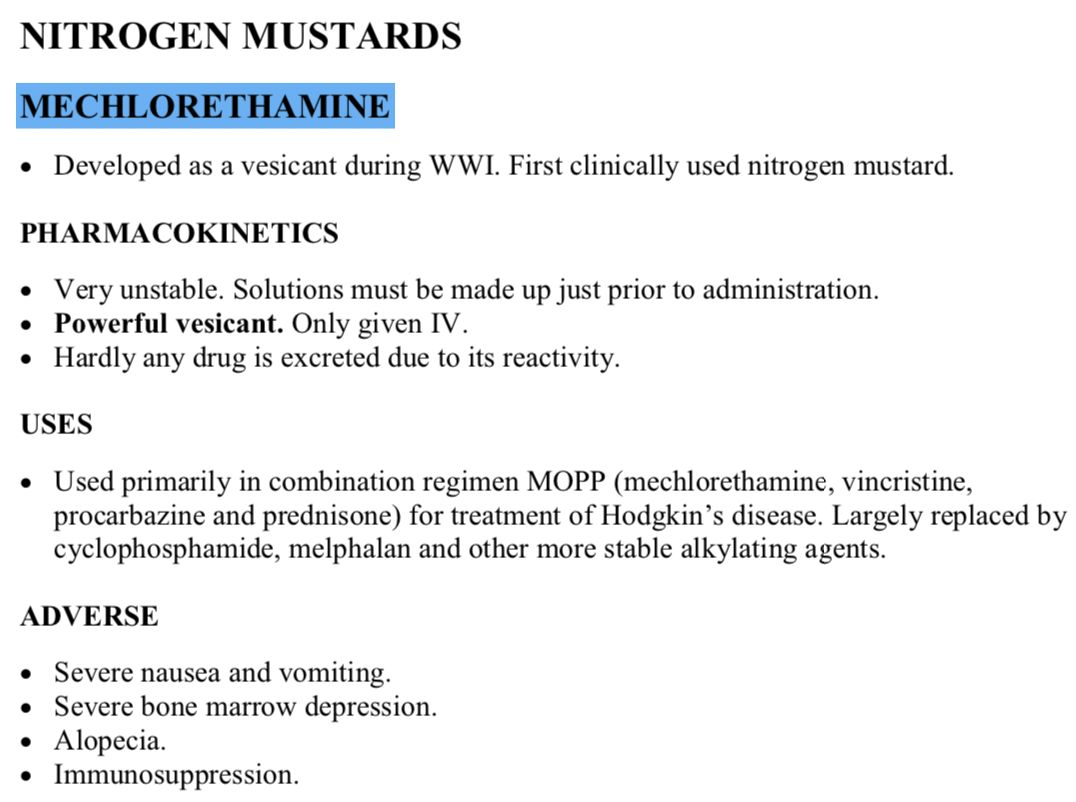 NITROGEN MUSTARDS
MECHLORETHAMINE
• Developed as a vesicant during WWI. First clinically used nitrogen mustard.
PHARMACOKINETICS
• Very unstable. Solutions must be made up just prior to administration.
• Powerful vesicant. Only given IV.
• Hardly any drug is excreted due to its reactivity.
USES
• Used primarily in combination regimen MOPP (mechlorethamine, vincristine,
procarbazine and prednisone) for treatment of Hodgkin’s disease. Largely replaced by
cyclophosphamide, melphalan and other more stable alkylating agents.
ADVERSE
• Severe nausea and vomiting.
• Severe bone marrow depression.
• Alopecia.
• Immunosuppression.